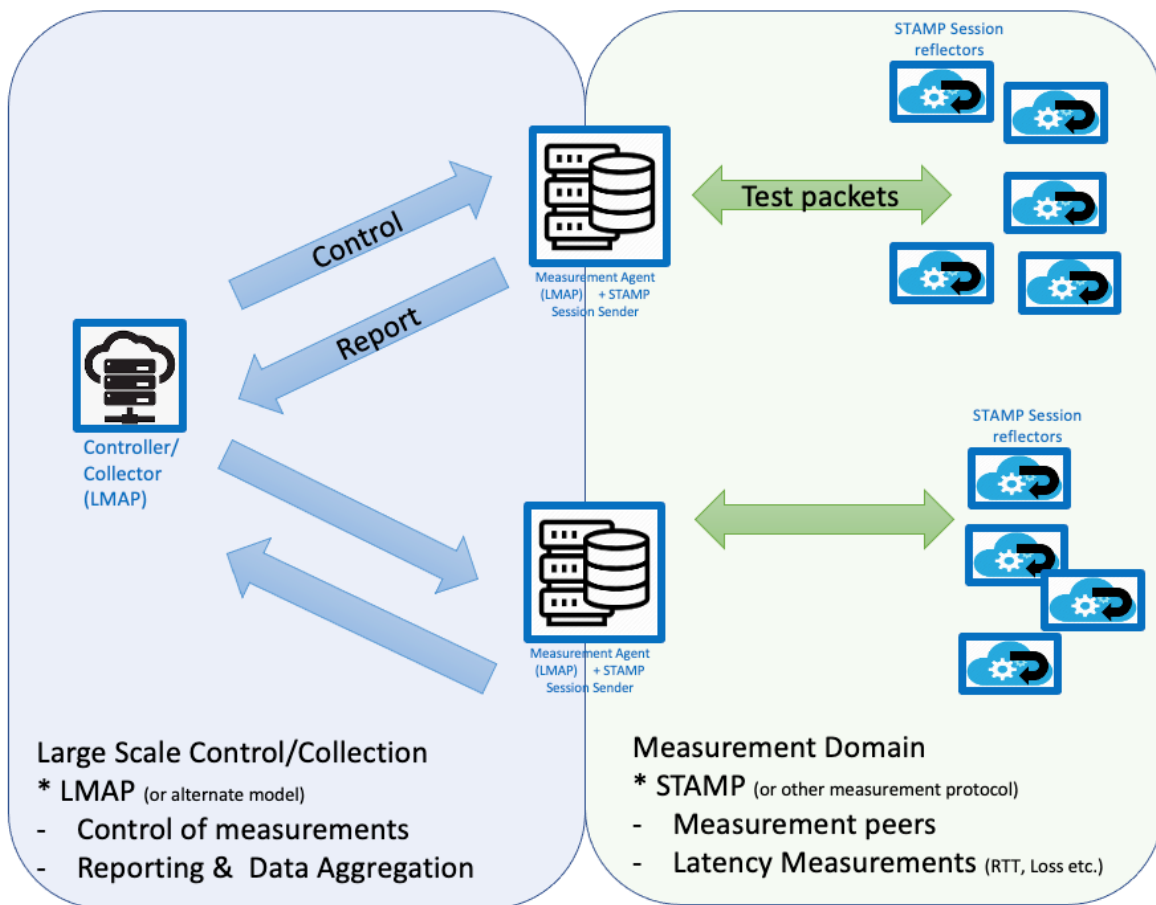 STAMP Session
reflectors
Control
Test packets
Measurement Agent
(LMAP) + STAMP
Session Sender
Report
Controller/
Collector
(LMAP)
STAMP Session
reflectors
Measurement Agent
(LMAP) + STAMP
Session Sender
Large Scale Control/Collection
* LMAP (or alternate model)
- Control of measurements
- Reporting & Data Aggregation
Measurement Domain
* STAMP (or other measurement protocol)
- Measurement peers
- Latency Measurements (RTT, Loss etc.)